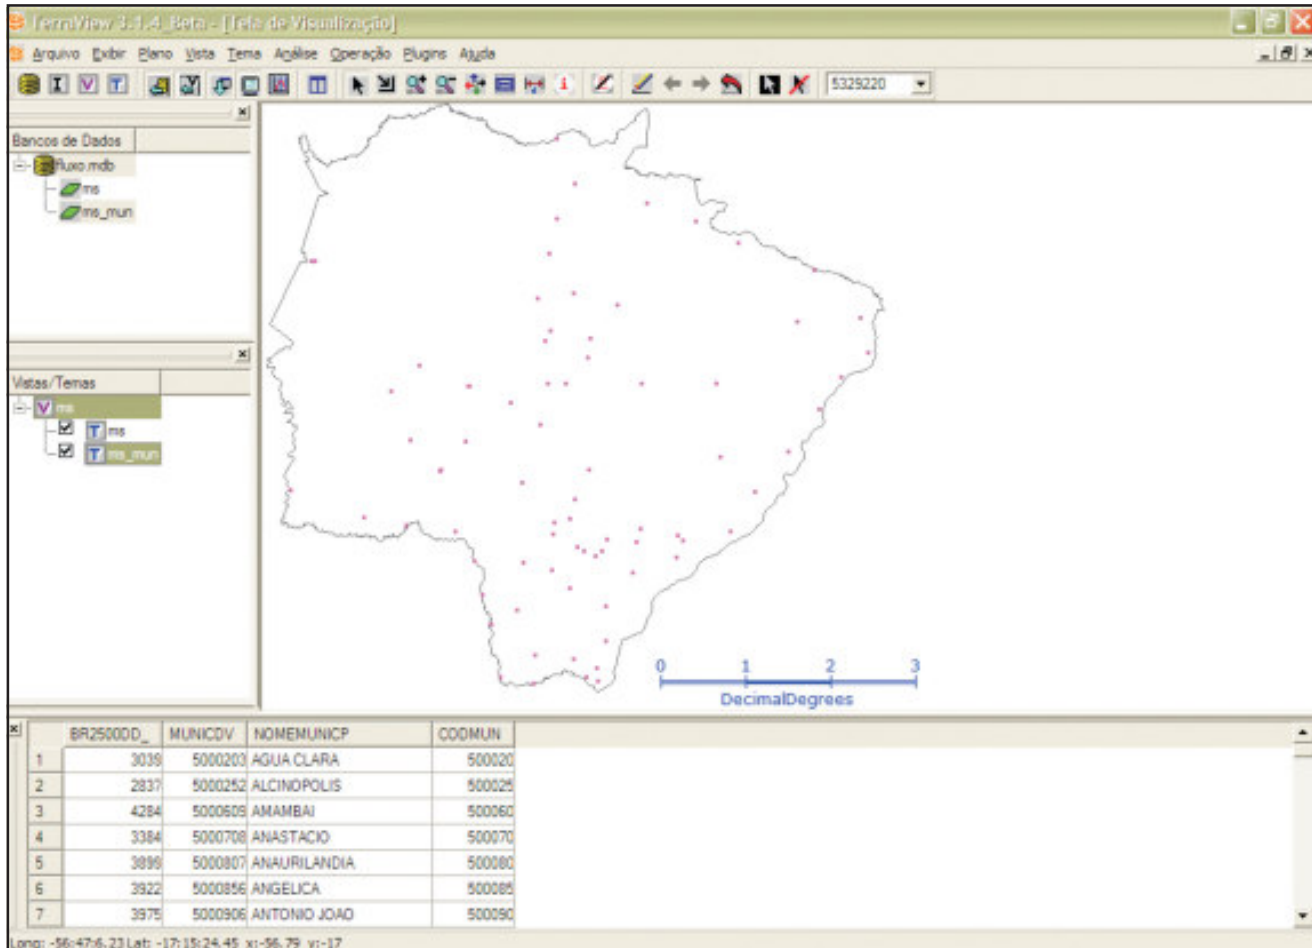 TerraView 3.1.4_Beta - [Tela de Visualização]
Arquivo Exibir Plano Vista Tema Análise Operação Plugins Ajuda
5329220
Bancos de Dados
fluxo.mdb
ms
ms_mun
Vistas/Temas
ms
ms
ms_mun
0 1 2 3
DecimalDegrees
BR2500DD_ MUNICDV NOMEMUNICP CODMUN
1 3039 5000203 AGUA CLARA 500020
2 2837 5000252 ALCINOPOLIS 500025
3 4284 5000609 AMAMBAI 500060
4 3384 5000708 ANASTACIO 500070
5 3899 5000807 ANAURILANDIA 500080
6 3922 5000856 ANGELICA 500085
7 3975 5000906 ANTONIO JOAO 500090
Long: -56:47:6.23 Lat: -17:15:24.45 x:-56.79 y:-17